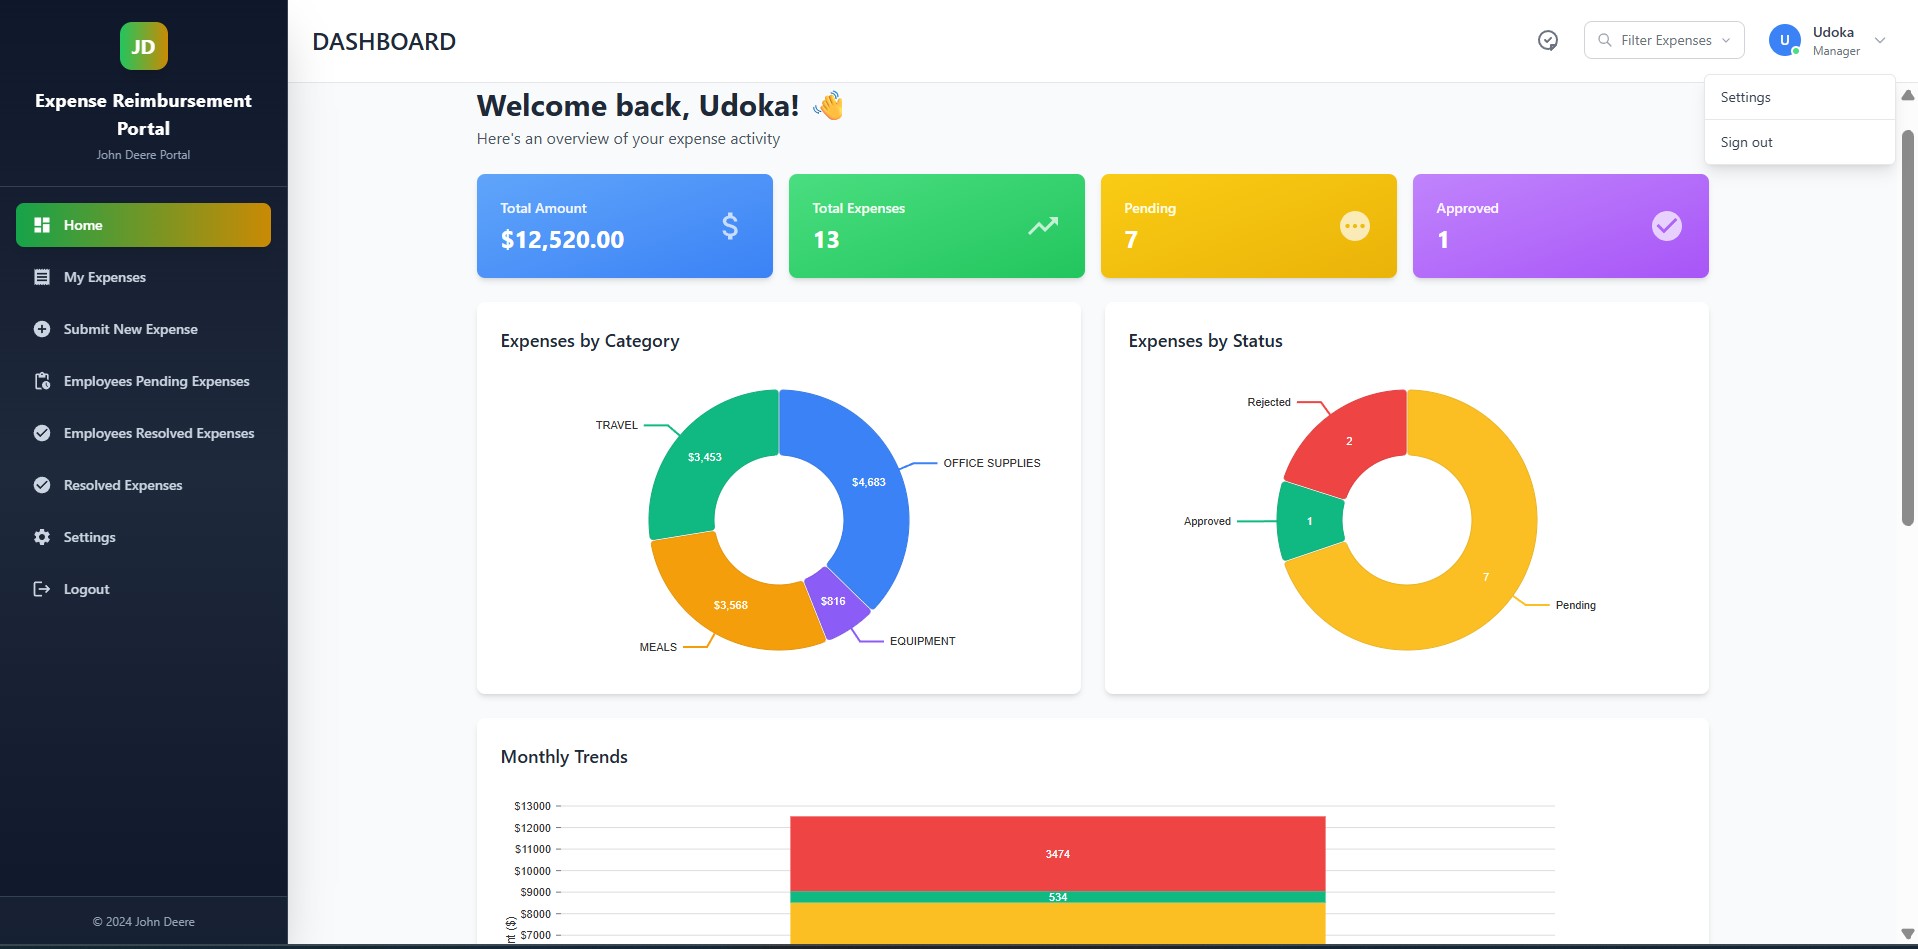 JD
Expense Reimbursement
Portal
John Deere Portal
Home
My Expenses
Submit New Expense
Employees Pending Expenses
Employees Resolved Expenses
Resolved Expenses
Settings
Logout
© 2024 John Deere
DASHBOARD
Filter Expenses
U
Udoka
Manager
Settings
Sign out
Welcome back, Udoka! 👋
Here's an overview of your expense activity
Total Amount
$12,520.00
Total Expenses
13
Pending
7
Approved
1
Expenses by Category
TRAVEL
$3,453
OFFICE SUPPLIES
$4,683
$3,568
$816
MEALS
EQUIPMENT
Expenses by Status
Rejected
2
Approved
1
7
Pending
Monthly Trends
$13000
$12000
$11000
$10000
$9000
$8000
$7000
nt ($)
3474
534